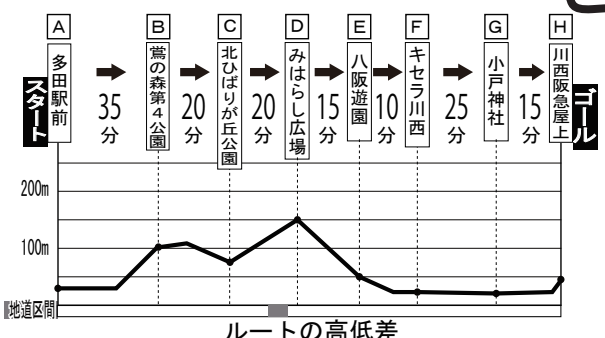 A B C D E F G H
スタート
多田駅前
35分
鴬の森第4公園
20分
北ひばりが丘公園
20分
みはらし広場
15分
八阪遊園
10分
キセラ川西
25分
小戸神社
15分
川西阪急屋上
ゴール
200m
100m
地道区間
ルートの高低差